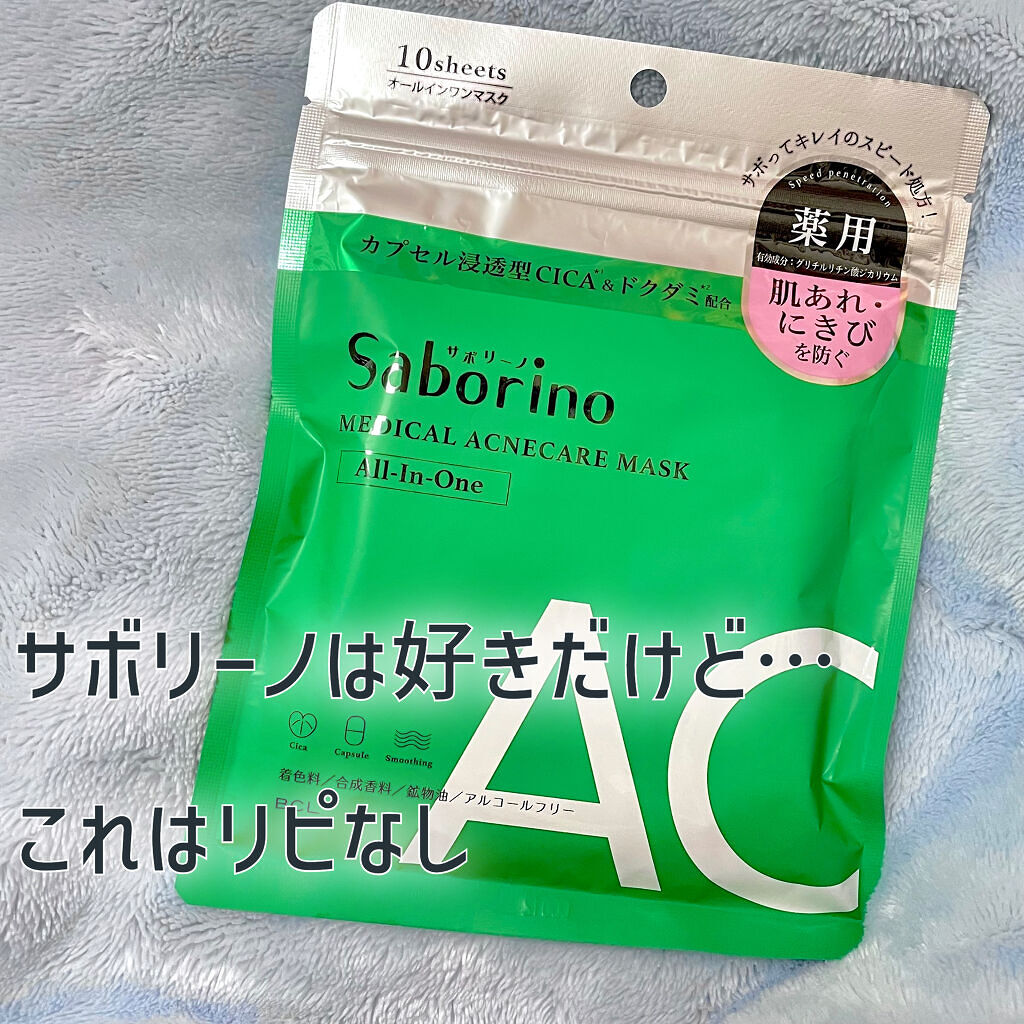 10sheets
オールインワンマスク
サボってキレイのスピード処方!
Speed penetration
薬用
有効成分:グリチルリチン酸ジカリウム
肌あれ・
にきび
を防ぐ
カプセル浸透型CICA*1&ドクダミ*2配合
サボリーノ
Saborino
MEDICAL ACNECARE MASK
All-In-One
サボリーノは好きだけど…
AC
Cica Capsule Smoothing
着色料/合成香料/鉱物油/アルコールフリー
BCL
これはリピなし